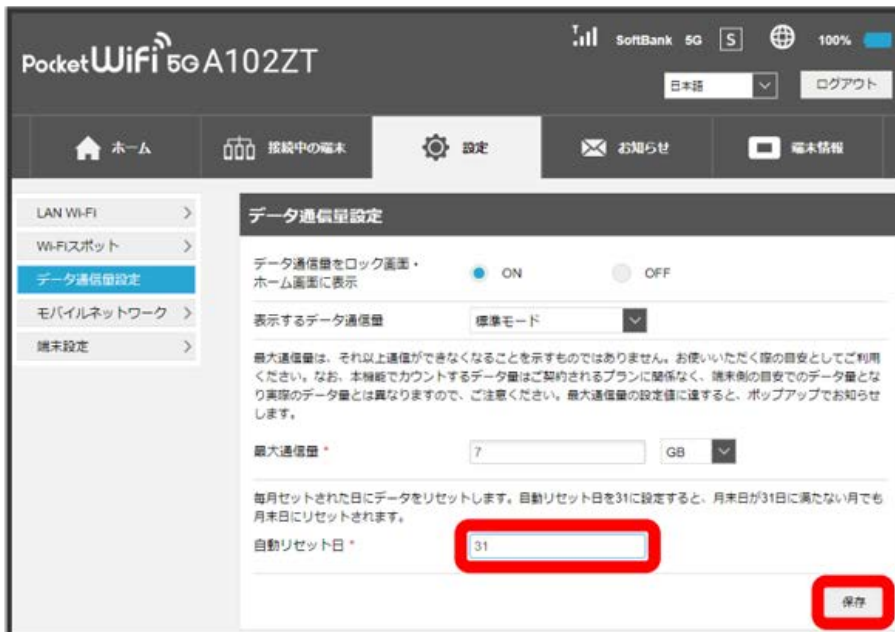 SoftBank 5G S 100%
Pocket WiFi 5G A102ZT
日本語 ログアウト
ホーム 接続中の端末 設定 お知らせ 端末情報
LAN Wi-Fi
Wi-Fiスポット
データ通信量設定
モバイルネットワーク
端末設定
データ通信量設定
データ通信量をロック画面・
ホーム画面に表示
ON OFF
表示するデータ通信量 標準モード
最大通信量は、それ以上通信ができなくなることを示すものではありません。お使いいただく際の目安としてご利用
ください。なお、本機能でカウントするデータ量はご契約されるプランに関係なく、端末側の目安でのデータ量とな
り実際のデータ量とは異なりますので、ご注意ください。最大通信量の設定値に達すると、ポップアップでお知らせ
します。
最大通信量 * 7 GB
毎月セットされた日にデータをリセットします。自動リセット日を31に設定すると、月末日が31日に満たない月でも
月末日にリセットされます。
自動リセット日 * 31
保存